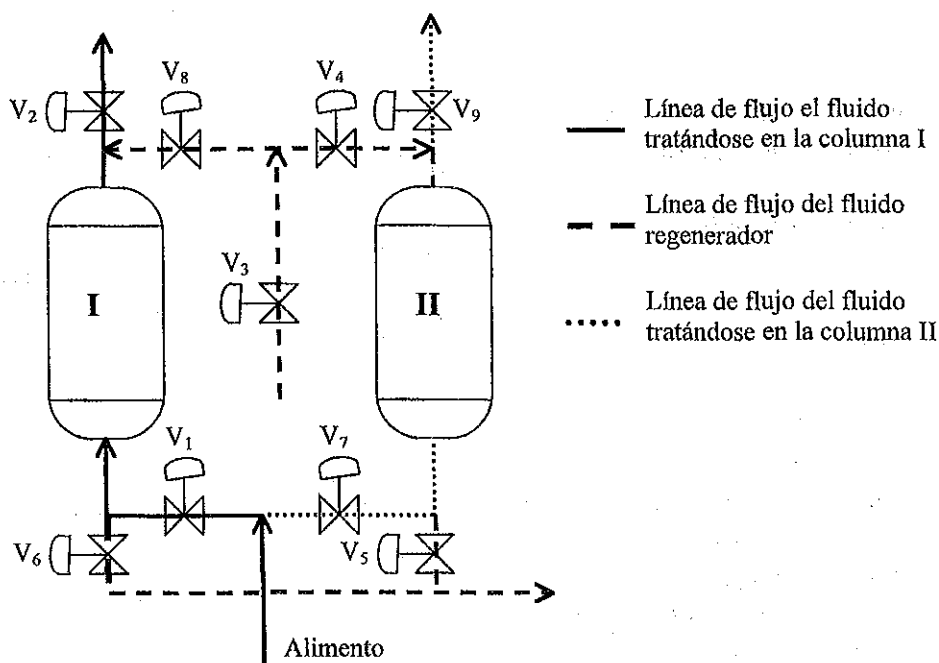 V8
V4
V2
V9
Línea de flujo el fluido
tratándose en la columna I
Línea de flujo del fluido
regenerador
V3
I
II
Línea de flujo del fluido
tratándose en la columna II
V1
V7
V6
V5
Alimento